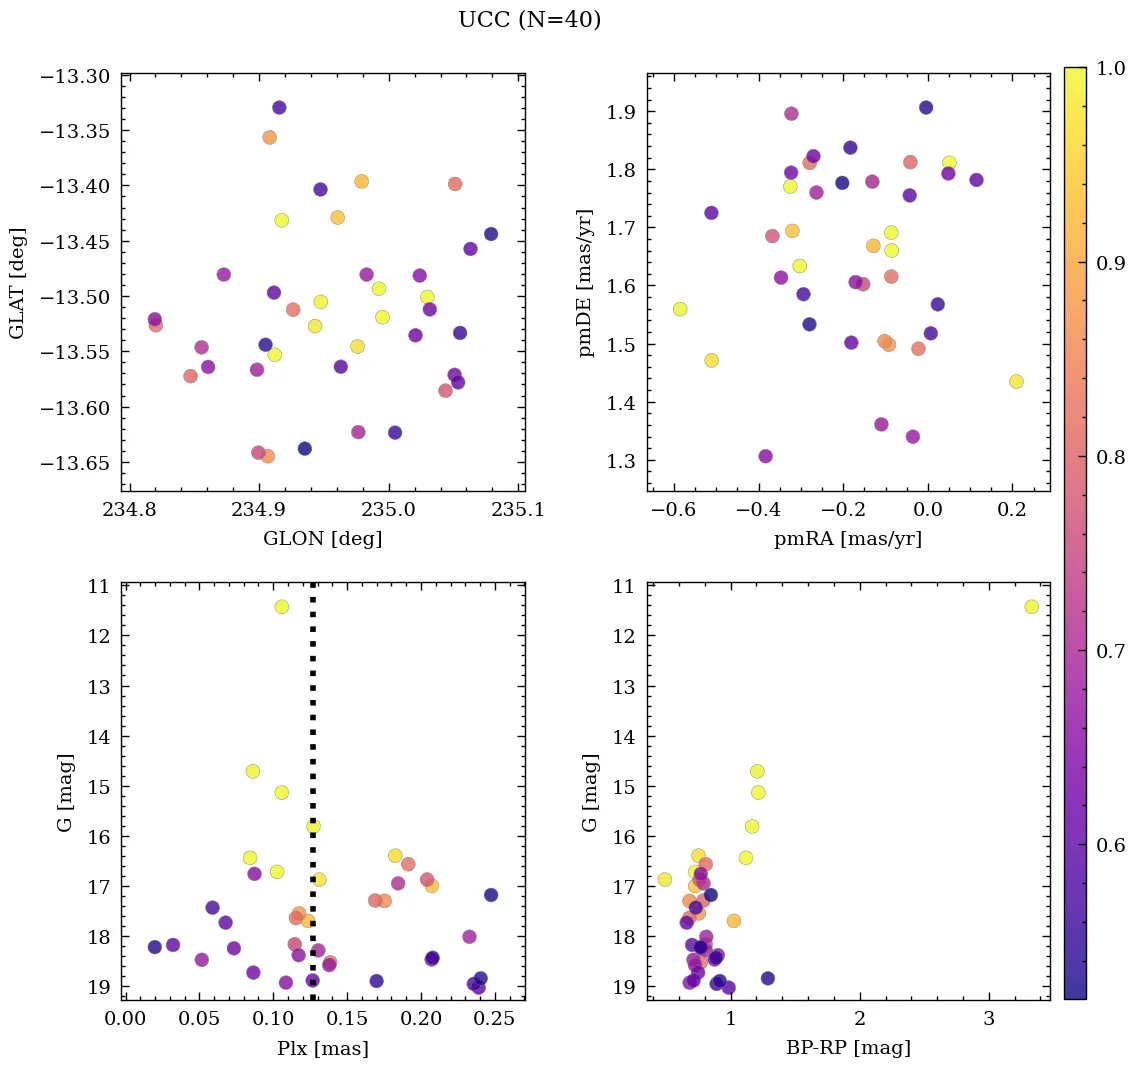 UCC (N=40)
−13.30
−13.35
−13.40
−13.45
−13.50
−13.55
−13.60
−13.65
GLAT [deg]
234.8 234.9 235.0 235.1
GLON [deg]
1.9
1.8
1.7
1.6
1.5
1.4
1.3
pmDE [mas/yr]
−0.6 −0.4 −0.2 0.0 0.2
pmRA [mas/yr]
1.0
0.9
0.8
0.7
0.6
11
12
13
14
15
16
17
18
19
G [mag]
0.00 0.05 0.10 0.15 0.20 0.25
Plx [mas]
11
12
13
14
15
16
17
18
19
G [mag]
1 2 3
BP-RP [mag]